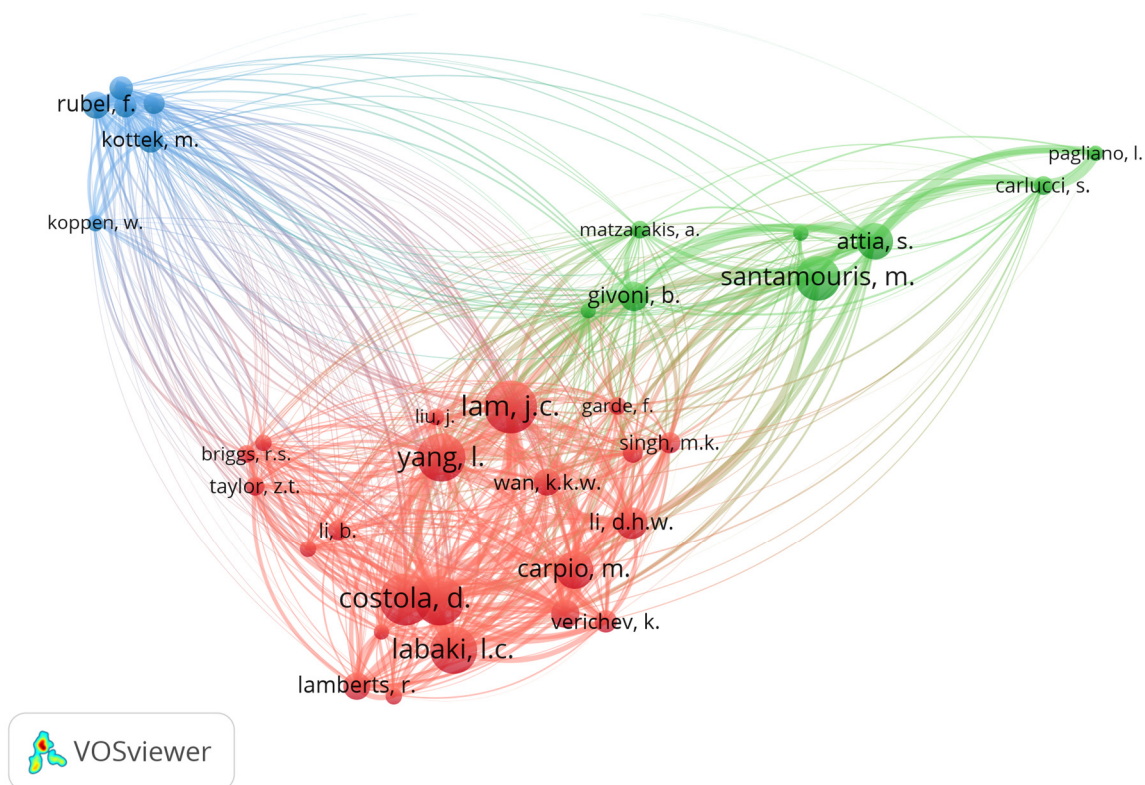 rubel, f.
kottek, m.
pagliano, l.
carlucci, s.
koppen, w.
matzarakis, a.
attia, s.
santamouris, m.
givoni, b.
lam, j.c.
garde, f.
liu, j.
singh, m.k.
briggs, r.s.
yang, l.
wan, k.k.w.
taylor, z.t.
li, b.
li, d.h.w.
carpio, m.
costola, d.
verichev, k.
labaki, l.c.
lamberts, r.
VOSviewer